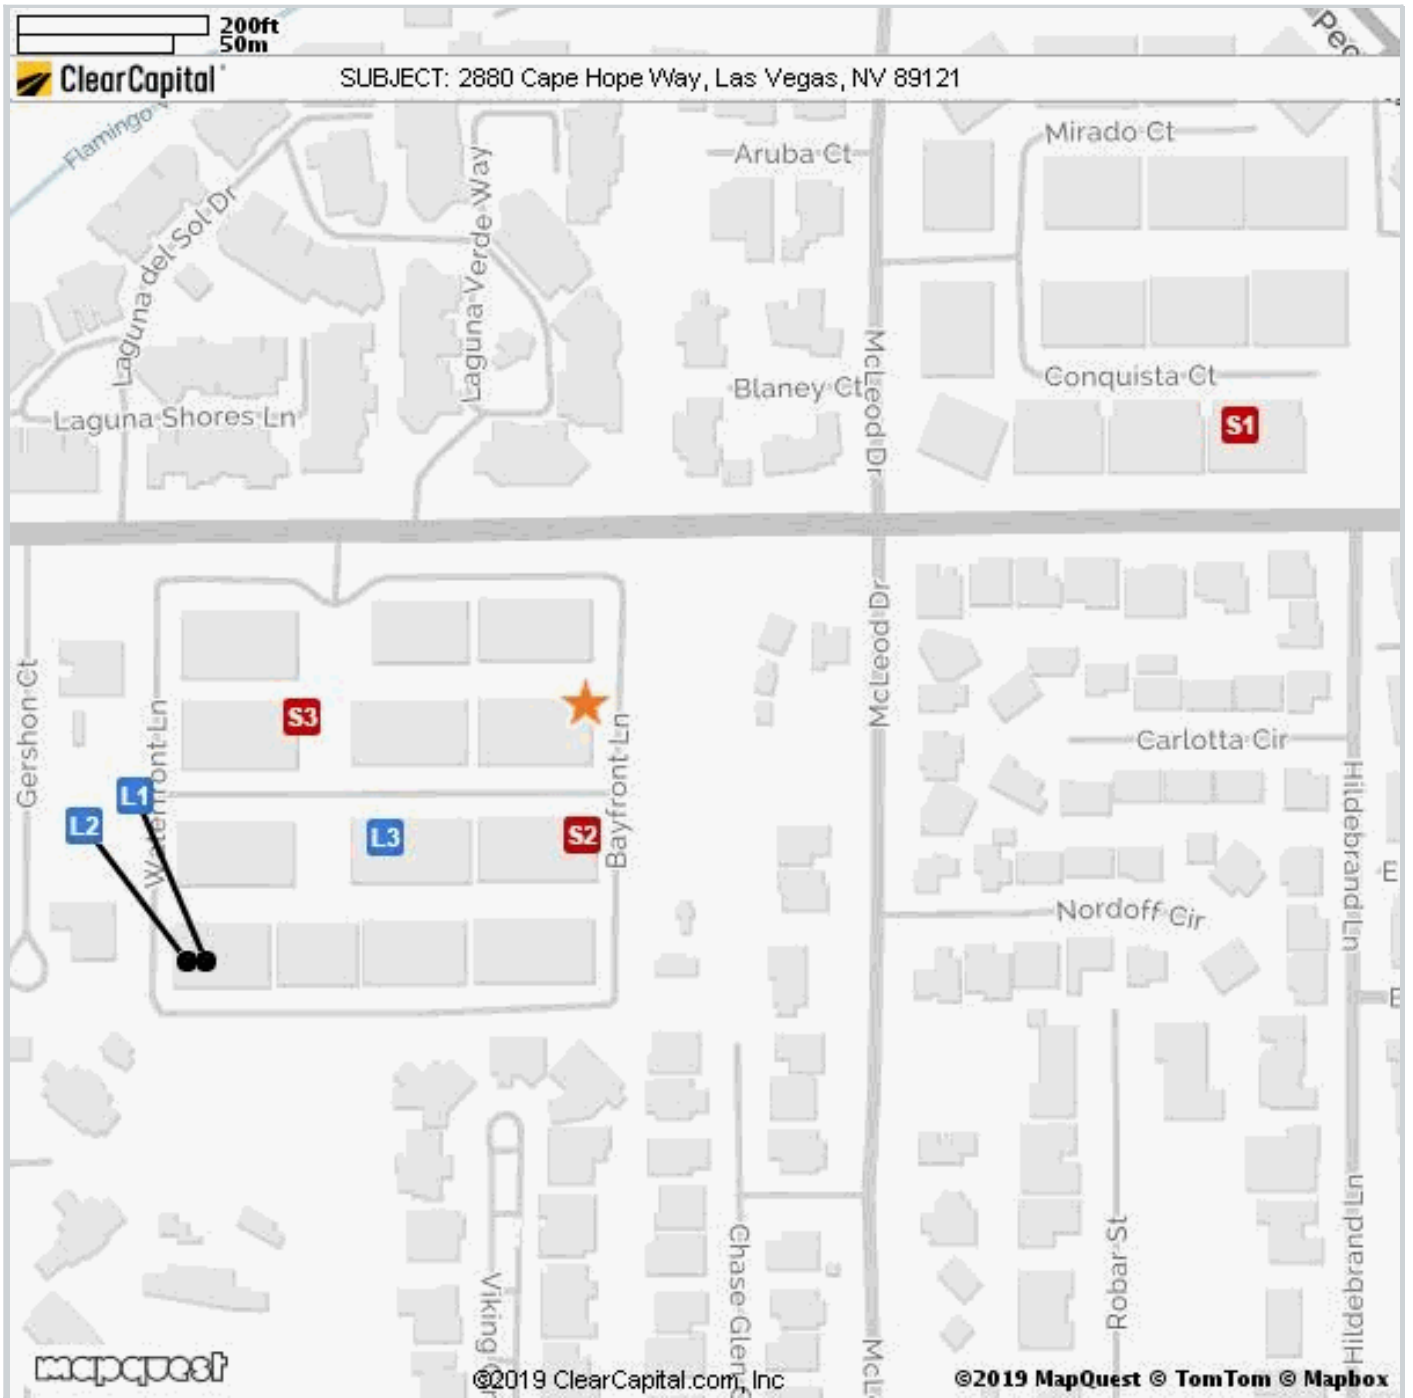 200ft
50m
Pec
ClearCapital
SUBJECT: 2880 Cape Hope Way, Las Vegas, NV 89121
Flamingo
Mirado Ct
Aruba Ct
Laguna del Sol Dr
Laguna Verde Way
McLeod Dr
Conquista Ct
Blaney Ct
Laguna Shores Ln
S1
McLeod Dr
Gershon Ct
Waterfront Ln
S3
Bayfront Ln
Carlotta Cir
Hildebrand Ln
L1
L2
L3
S2
E
Nordoff Cir
E
Viking
Chase Glen
McL
Robar St
Hildebrand Ln
mapquest
©2019 ClearCapital.com, Inc
©2019 MapQuest © TomTom © Mapbox